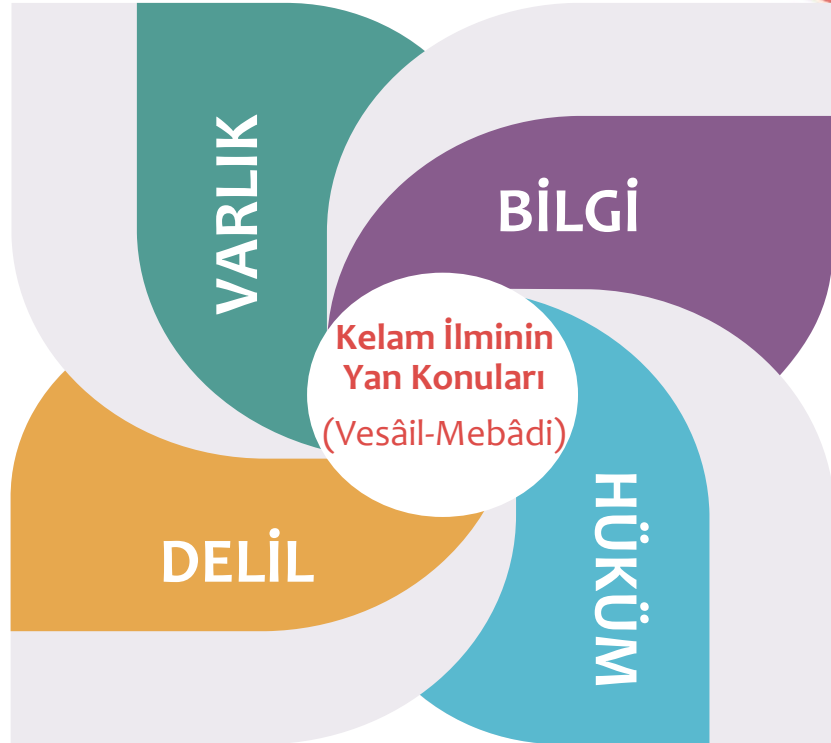 VARLIK
BİLGİ
Kelam İlminin
Yan Konuları
(Vesâil-Mebâdi)
DELİL
HÜKÜM